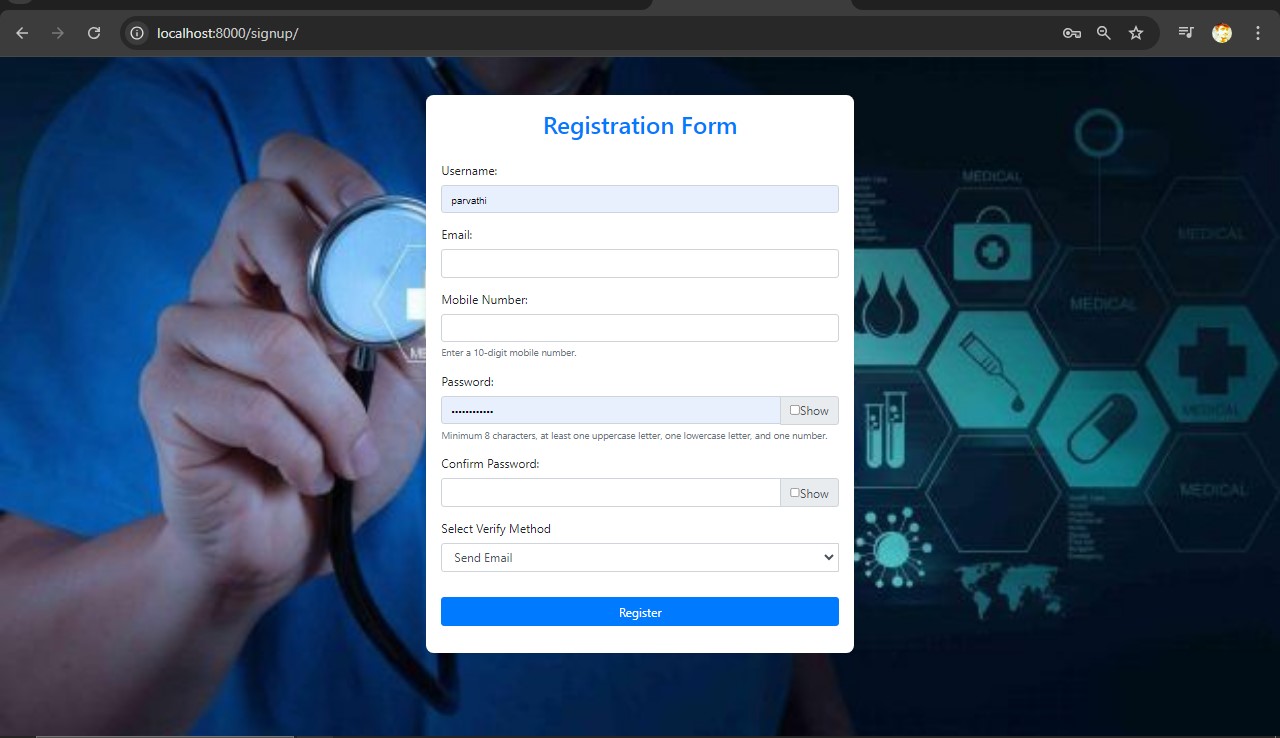 localhost:8000/signup/
Registration Form
Username:
parvathi
Email:
Mobile Number:
Enter a 10-digit mobile number.
Password:
••••••••••••
Show
Minimum 8 characters, at least one uppercase letter, one lowercase letter, and one number.
Confirm Password:
Show
Select Verify Method
Send Email
Register
MEDICAL
MEDICAL
MEDICAL
MEDICAL
MEDICAL